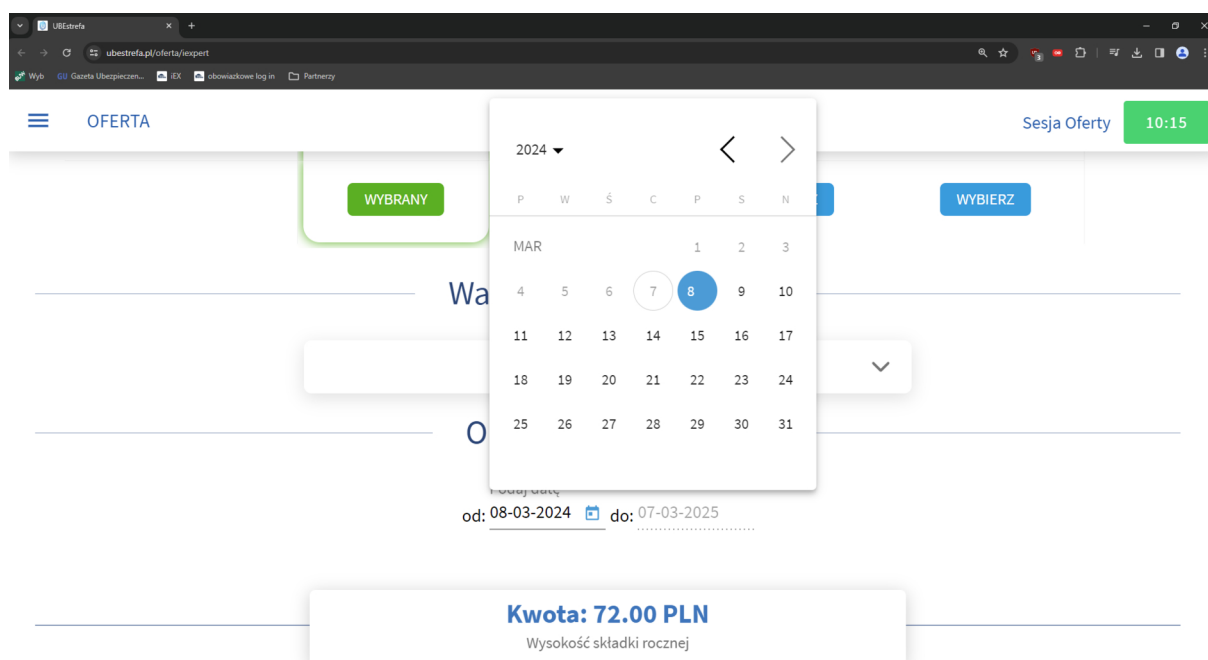 UBEstrefa
ubestrefa.pl/oferta/iexpert
Wyb GU Gazeta Ubezpieczen... iEX obowiazkowe log in Partnerzy
OFERTA
Sesja Oferty 10:15
2024
P W Ś C P S N
WYBRANY
WYBIERZ
MAR 1 2 3
4 5 6 7 8 9 10
11 12 13 14 15 16 17
18 19 20 21 22 23 24
25 26 27 28 29 30 31
Podaj datę
od: 08-03-2024 do: 07-03-2025
Kwota: 72.00 PLN
Wysokość składki rocznej